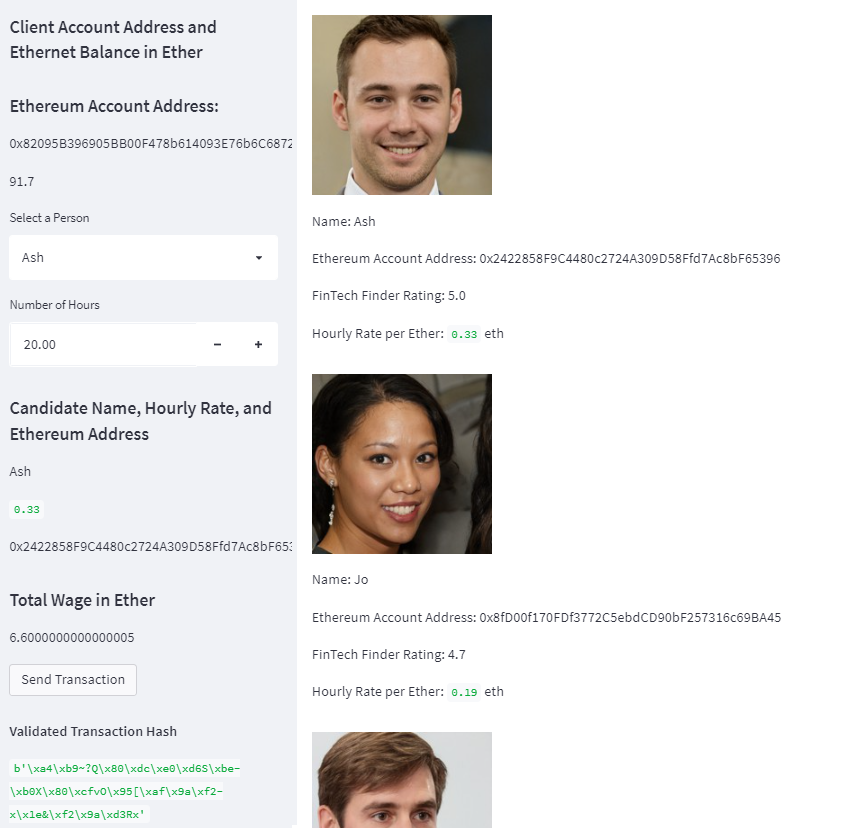 Client Account Address and
Ethernet Balance in Ether
Ethereum Account Address:
0x82095B396905BB00F478b614093E76b6C6872
91.7
Select a Person
Ash
Number of Hours
20.00
Candidate Name, Hourly Rate, and
Ethereum Address
Ash
0.33
0x2422858F9C4480c2724A309D58Ffd7Ac8bF653
Total Wage in Ether
6.6000000000000005
Send Transaction
Validated Transaction Hash
b'\xa4\xb9~?Q\x80\xdc\xe0\xd6S\xbe-
\xb0X\x80\xcfvO\x95[\xaf\x9a\xf2-
x\x1e&\xf2\x9a\xd3Rx'
Name: Ash
Ethereum Account Address: 0x2422858F9C4480c2724A309D58Ffd7Ac8bF65396
FinTech Finder Rating: 5.0
Hourly Rate per Ether: 0.33 eth
Name: Jo
Ethereum Account Address: 0x8fD00f170FDf3772C5ebdCD90bF257316c69BA45
FinTech Finder Rating: 4.7
Hourly Rate per Ether: 0.19 eth